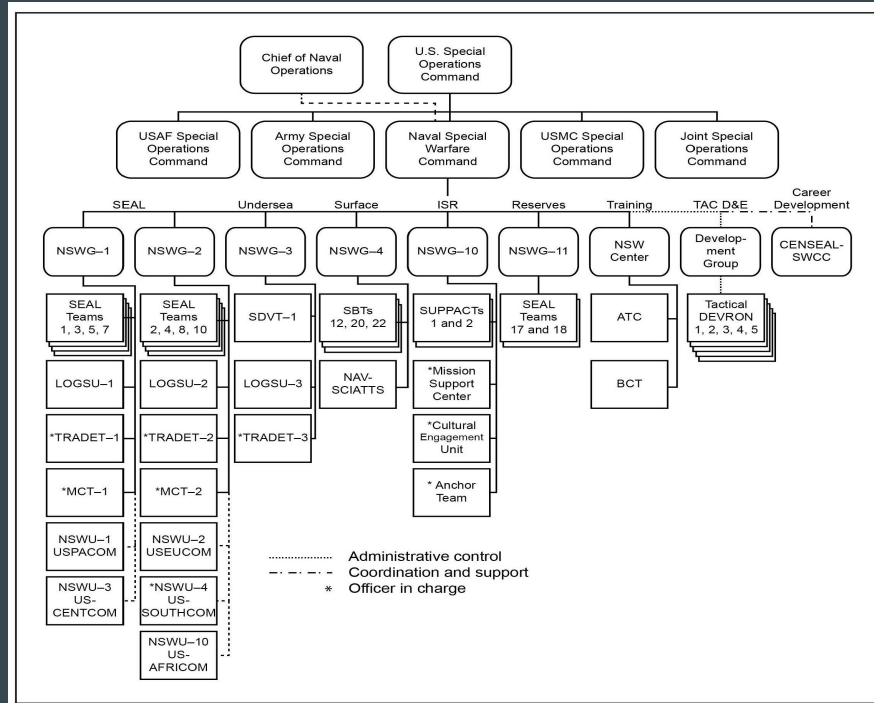 Chief of Naval
Operations
U.S. Special
Operations
Command
USAF Special
Operations
Command
Army Special
Operations
Command
Naval Special
Warfare
Command
USMC Special
Operations
Command
Joint Special
Operations
Command
SEAL
Undersea
Surface
ISR
Reserves
Training
TAC D&E
Career
Development
NSWG–1
NSWG–2
NSWG–3
NSWG–4
NSWG–10
NSWG–11
NSW
Center
Develop-
ment
Group
CENSEAL-
SWCC
SEAL
Teams
1, 3, 5, 7
SEAL
Teams
2, 4, 8, 10
SDVT–1
SBTs
12, 20, 22
SUPPACTs
1 and 2
SEAL
Teams
17 and 18
ATC
Tactical
DEVRON
1, 2, 3, 4, 5
LOGSU–1
LOGSU–2
LOGSU–3
NAV-
SCIATTS
*Mission
Support
Center
BCT
*TRADET–1
*TRADET–2
*TRADET–3
*Cultural
Engagement
Unit
*MCT–1
*MCT–2
* Anchor
Team
NSWU–1
USPACOM
NSWU–2
USEUCOM
NSWU–3
US-
CENTCOM
*NSWU–4
US-
SOUTHCOM
NSWU–10
US-
AFRICOM
Administrative control
Coordination and support
* Officer in charge